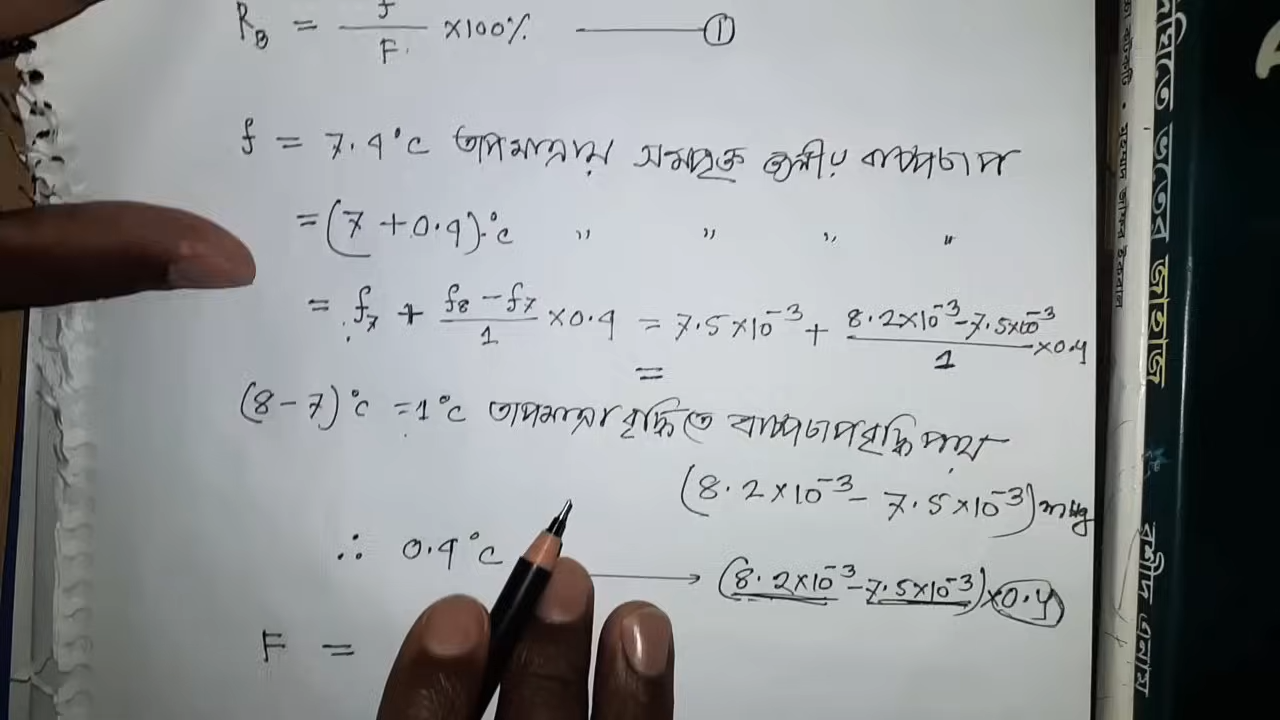 R_B = f/F ×100% ——— ①
f = 7.4°C তাপমাত্রায় সম্পৃক্ত জলীয় বাষ্পচাপ
= (7 + 0.4)°C " " " "
= f₇ + (f₈ - f₇)/1 ×0.4 = 7.5×10⁻³ + (8.2×10⁻³ - 7.5×10⁻³)/1 ×0.4
=
(8-7)°C = 1°C তাপমাত্রা বৃদ্ধিতে বাষ্পচাপ বৃদ্ধি পায়
(8.2×10⁻³ - 7.5×10⁻³) mHg
∴ 0.4°C ——→ (8.2×10⁻³ - 7.5×10⁻³)×0.4
F =